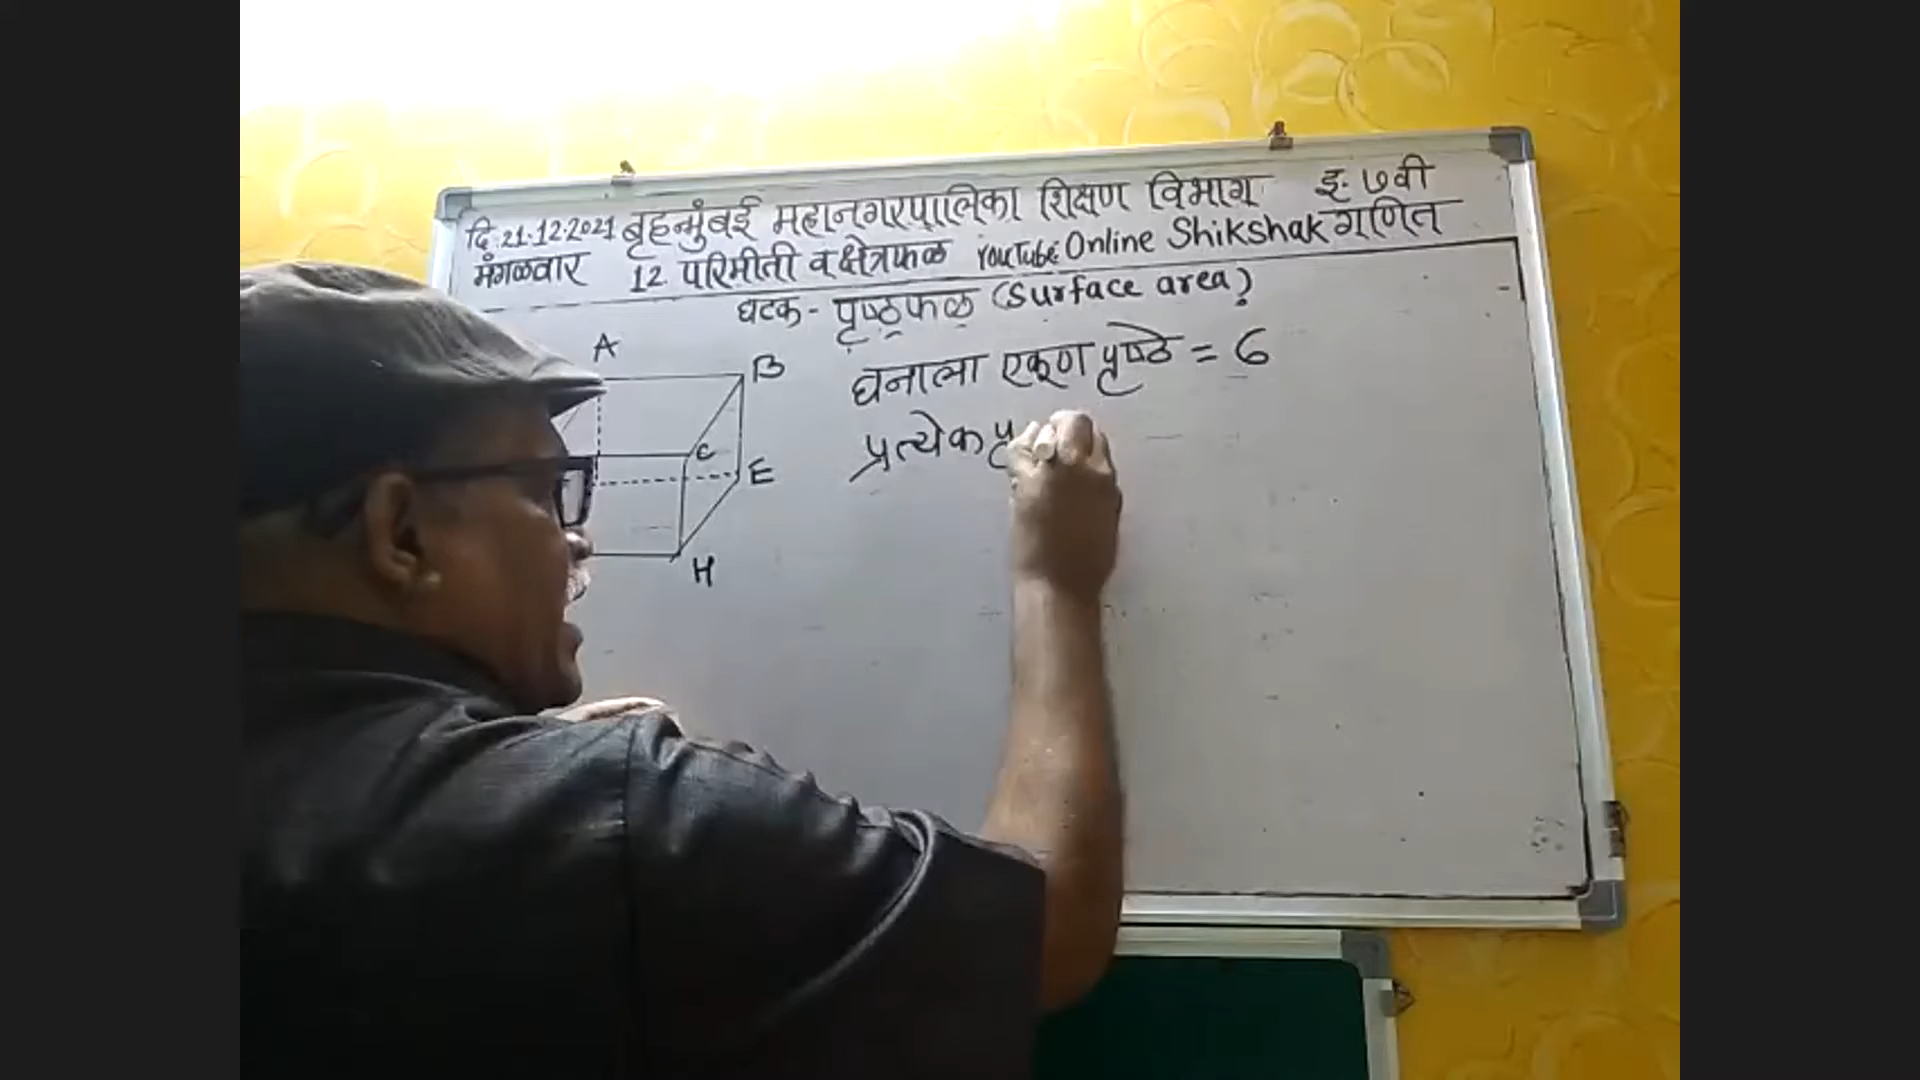 दि. 21.12.2021 बृहन्मुंबई महानगरपालिका शिक्षण विभाग इ. ७वी
मंगळवार 12. परिमीती व क्षेत्रफळ YouTube: Online Shikshak गणित
घटक - पृष्ठफळ (Surface area)
A
B
C
E
H
घनाला एकूण पृष्ठे = 6
प्रत्येक पृ